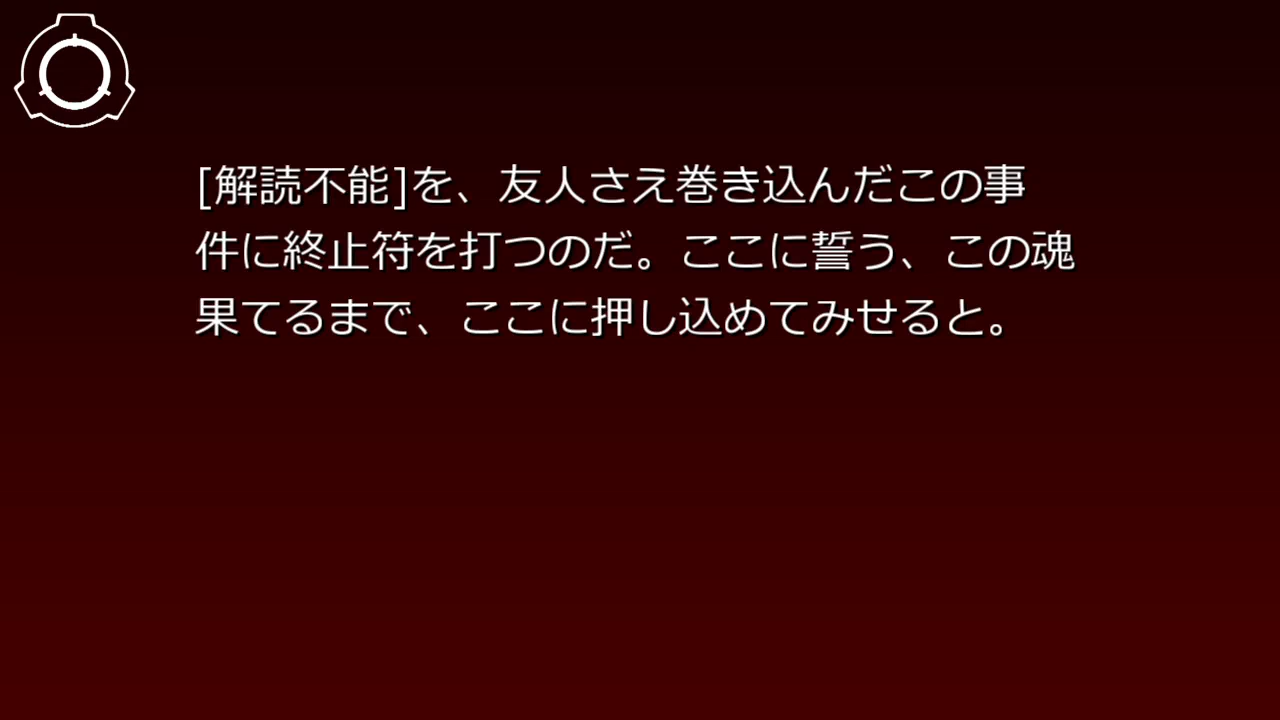 [解読不能]を、友人さえ巻き込んだこの事
件に終止符を打つのだ。ここに誓う、この魂
果てるまで、ここに押し込めてみせると。